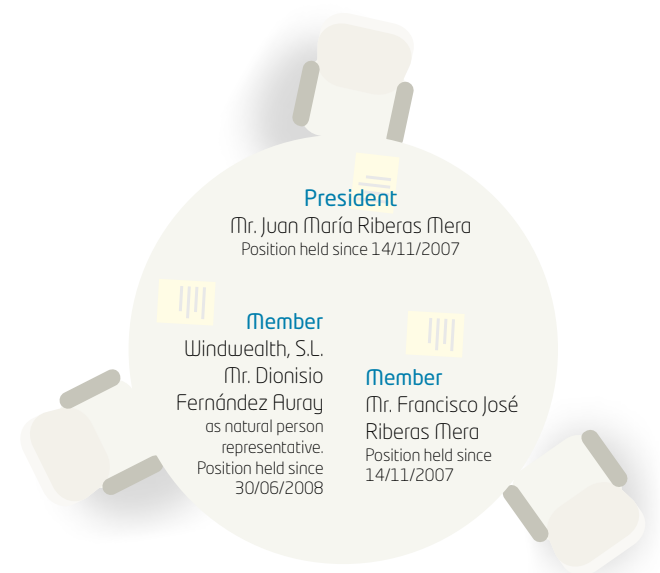 President
Mr. Juan María Riberas Mera
Position held since 14/11/2007
Member
Windwealth, S.L.
Mr. Dionisio
Fernández Auray
as natural person
representative.
Position held since
30/06/2008
Member
Mr. Francisco José
Riberas Mera
Position held since
14/11/2007